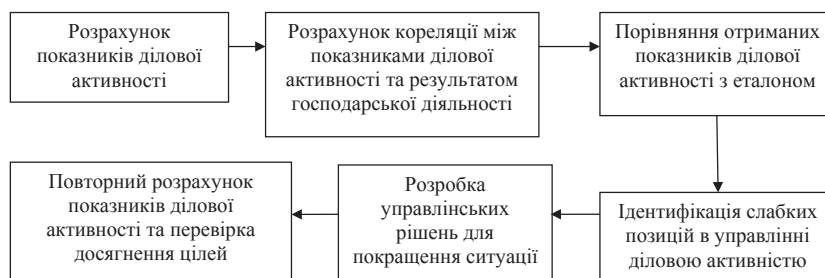 Розрахунок
показників ділової
активності
Розрахунок кореляції між
показниками ділової
активності та результатом
господарської діяльності
Порівняння отриманих
показників ділової
активності з еталоном
Ідентифікація слабких
позицій в управлінні
діловою активністю
Розробка
управлінських
рішень для
покращення ситуації
Повторний розрахунок
показників ділової
активності та перевірка
досягнення цілей